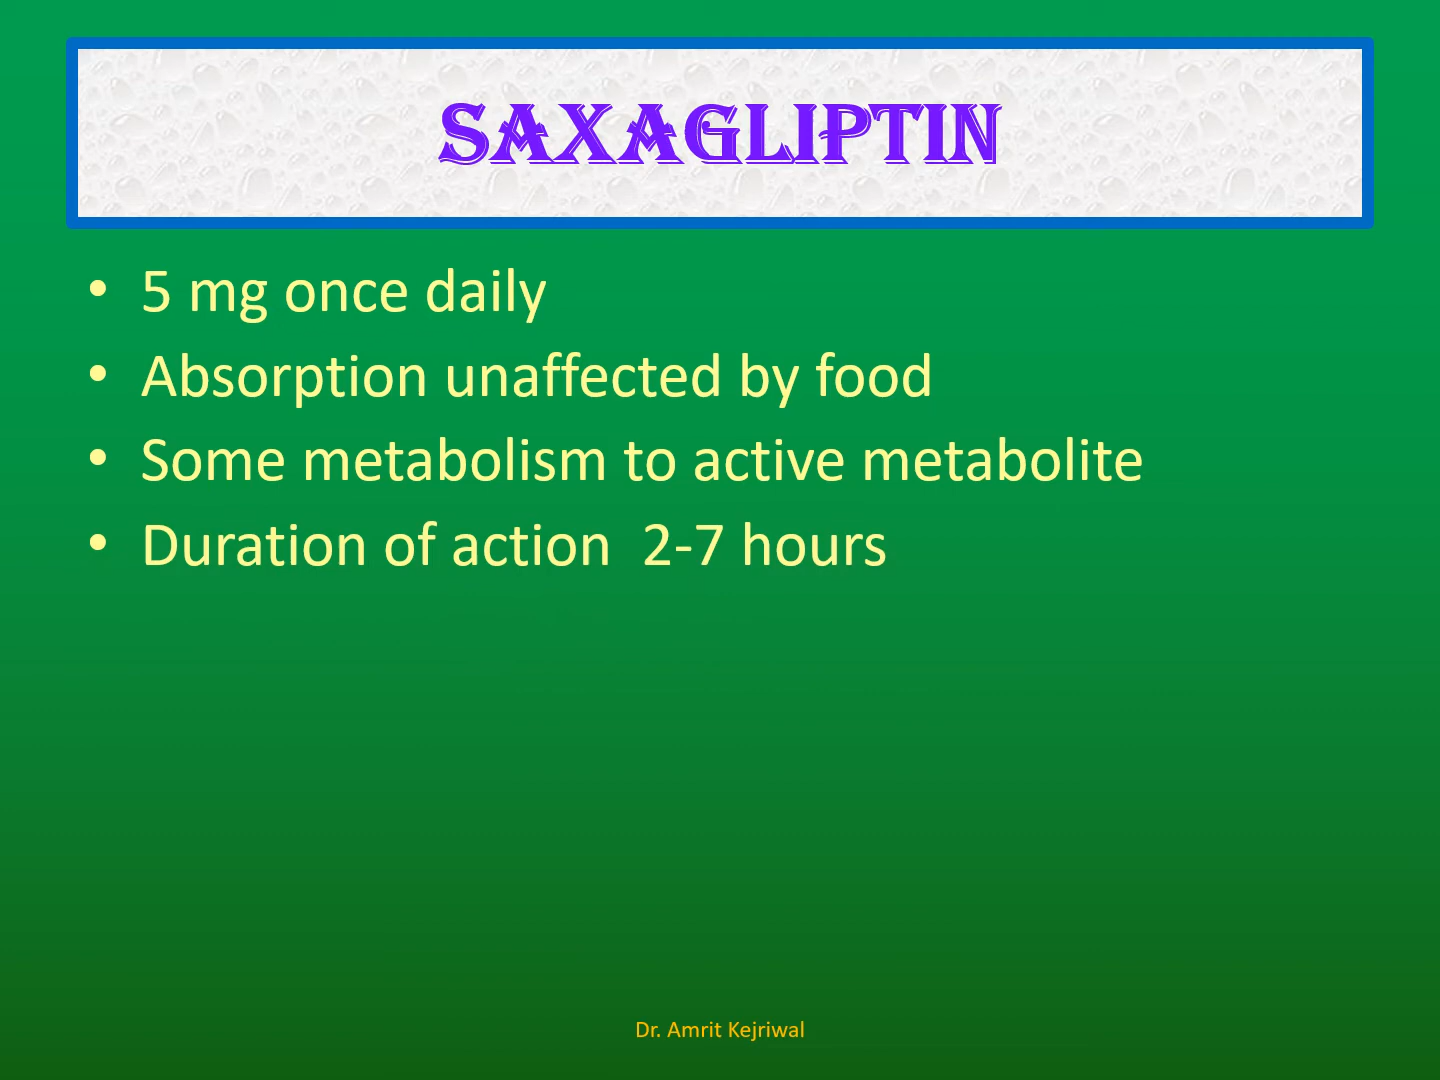 SAXAGLIPTIN
• 5 mg once daily
• Absorption unaffected by food
• Some metabolism to active metabolite
• Duration of action  2-7 hours
Dr. Amrit Kejriwal